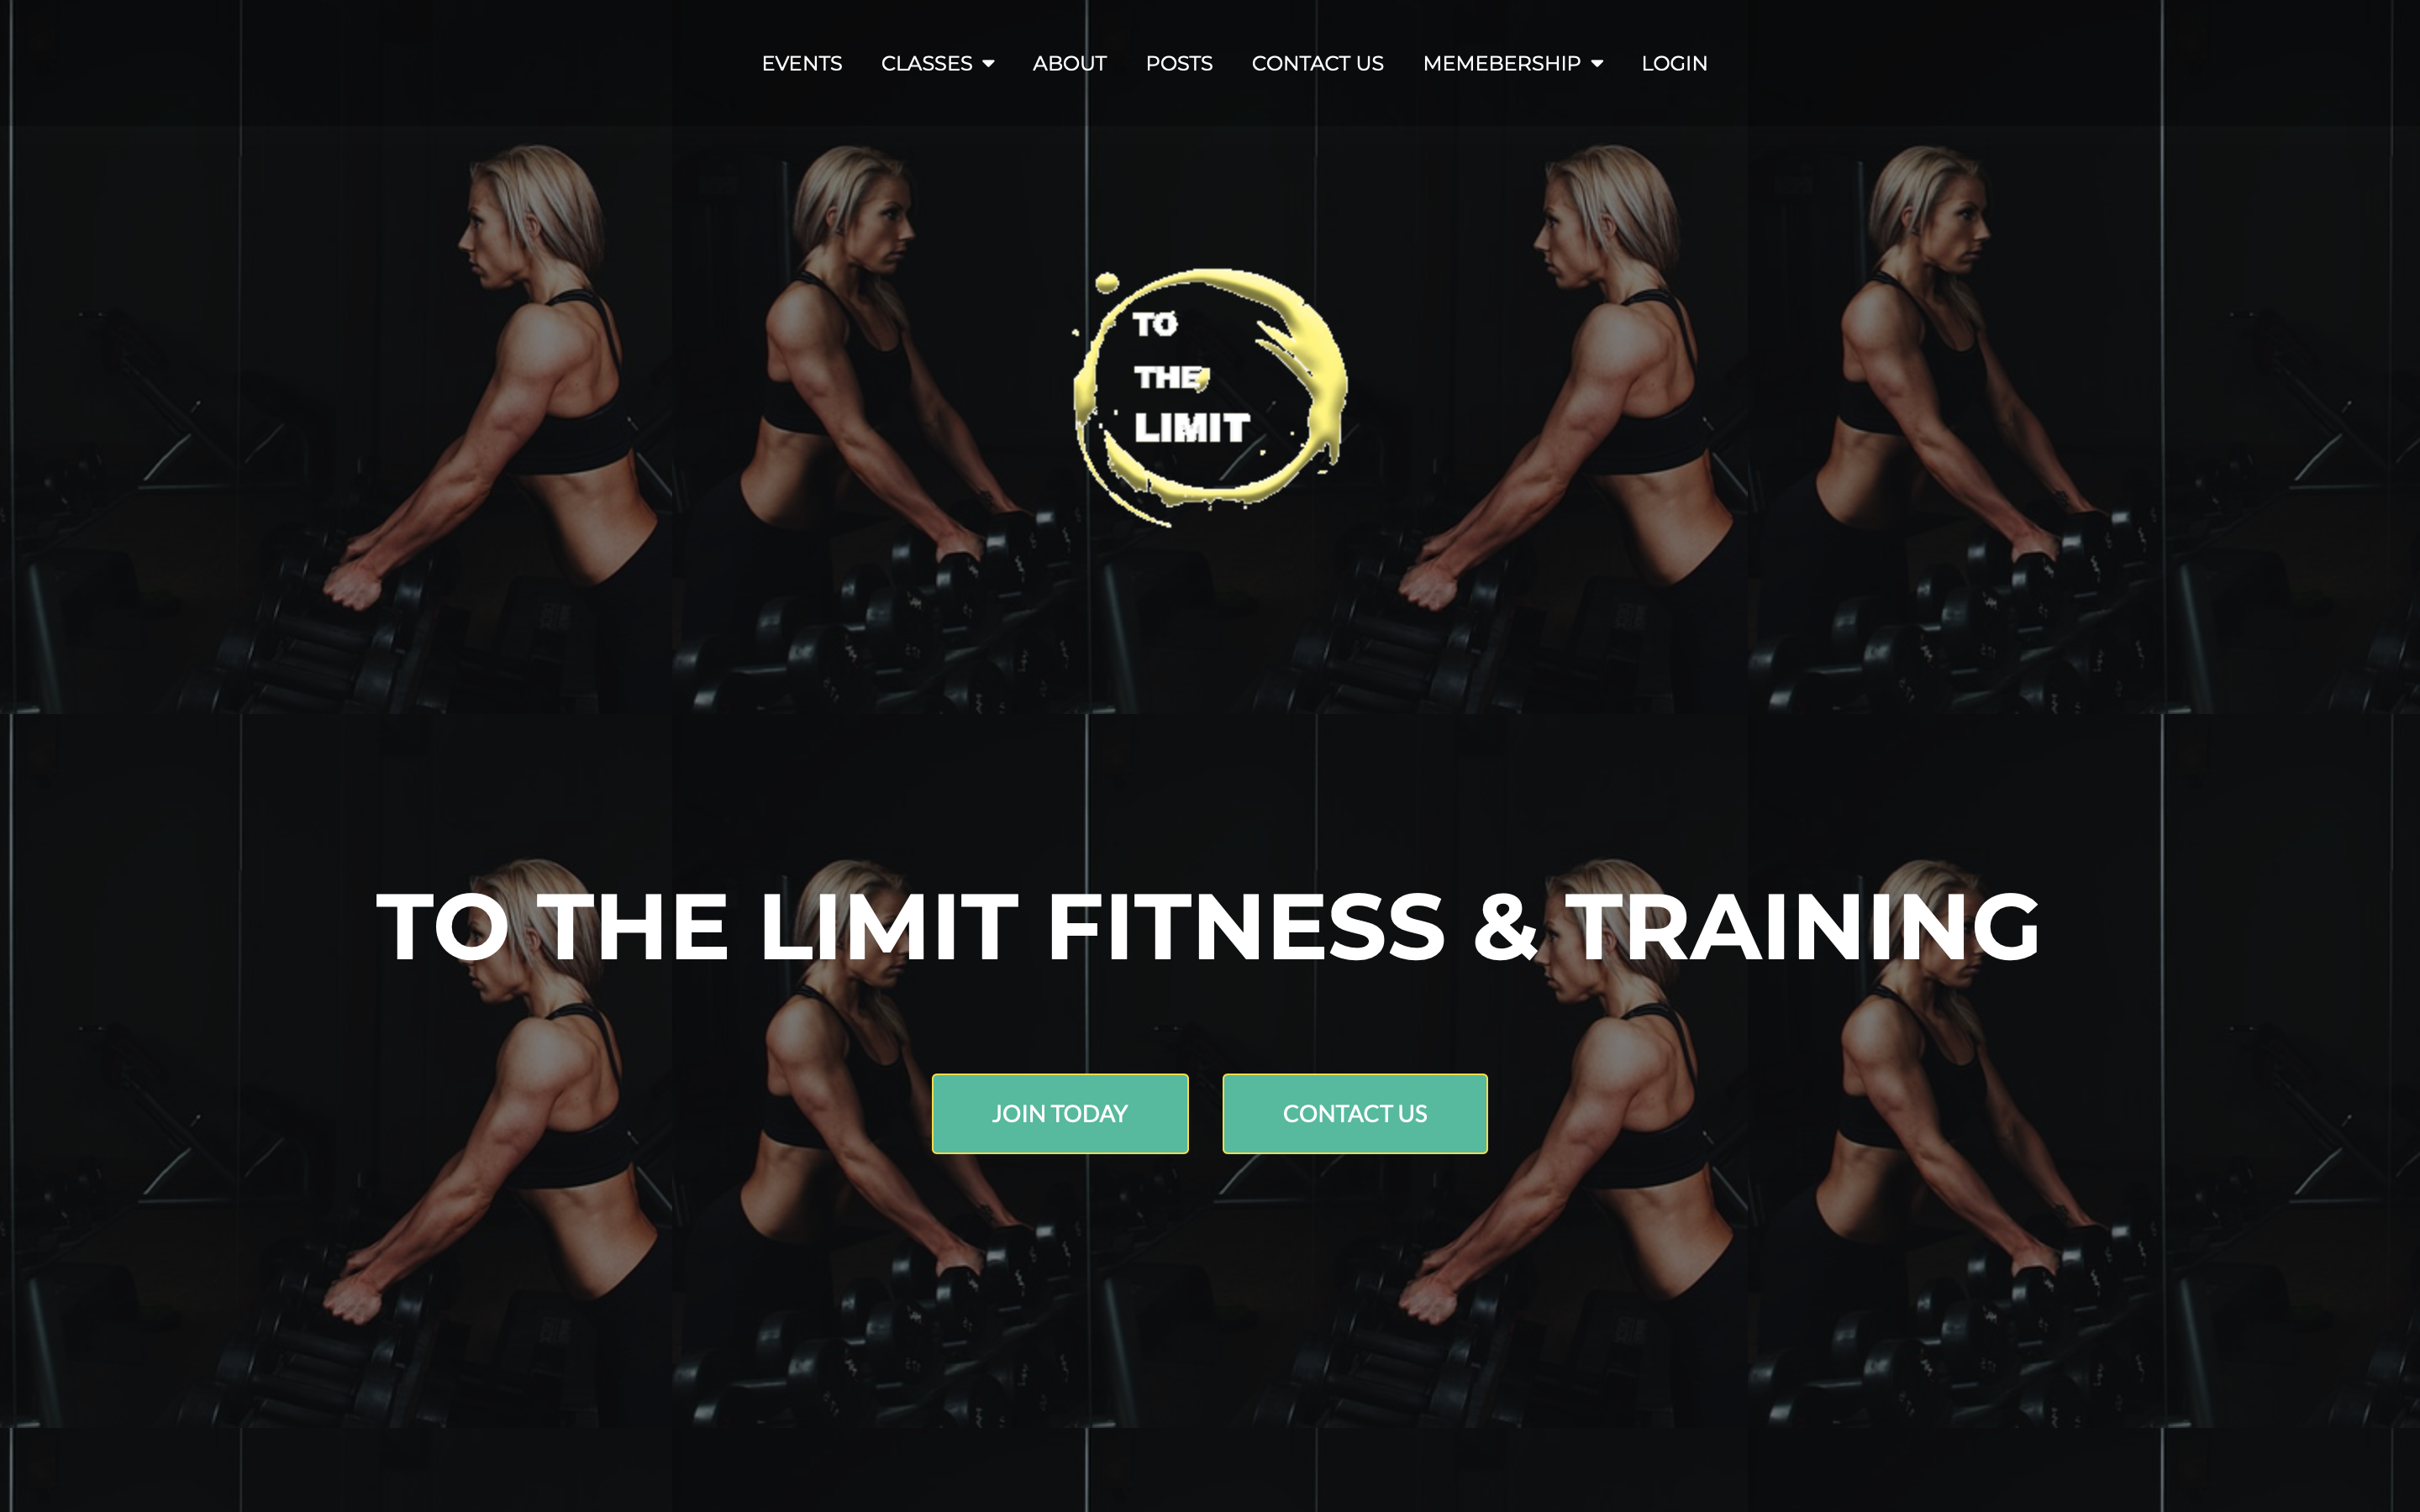 EVENTS CLASSES ABOUT POSTS CONTACT US MEMEBERSHIP LOGIN
TO
THE
LIMIT
TO THE LIMIT FITNESS & TRAINING
JOIN TODAY CONTACT US